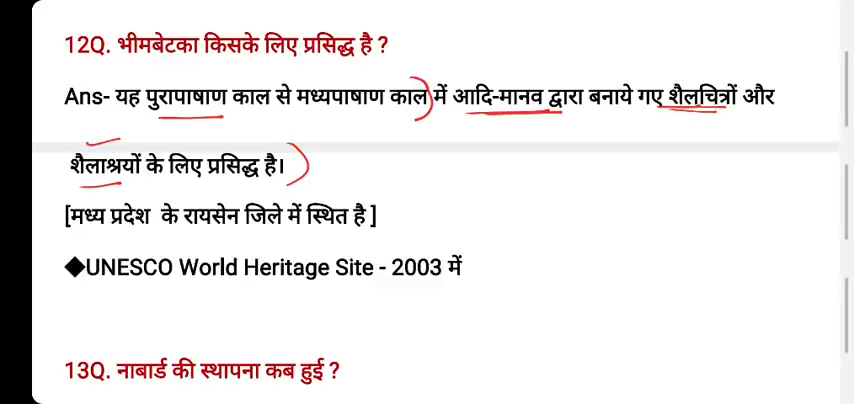 12Q. भीमबेटका किसके लिए प्रसिद्ध है ?
Ans- यह पुरापाषाण काल से मध्यपाषाण काल में आदि-मानव द्वारा बनाये गए शैलचित्रों और
शैलाश्रयों के लिए प्रसिद्ध है।
[मध्य प्रदेश के रायसेन जिले में स्थित है ]
◆UNESCO World Heritage Site - 2003 में
13Q. नाबार्ड की स्थापना कब हुई ?